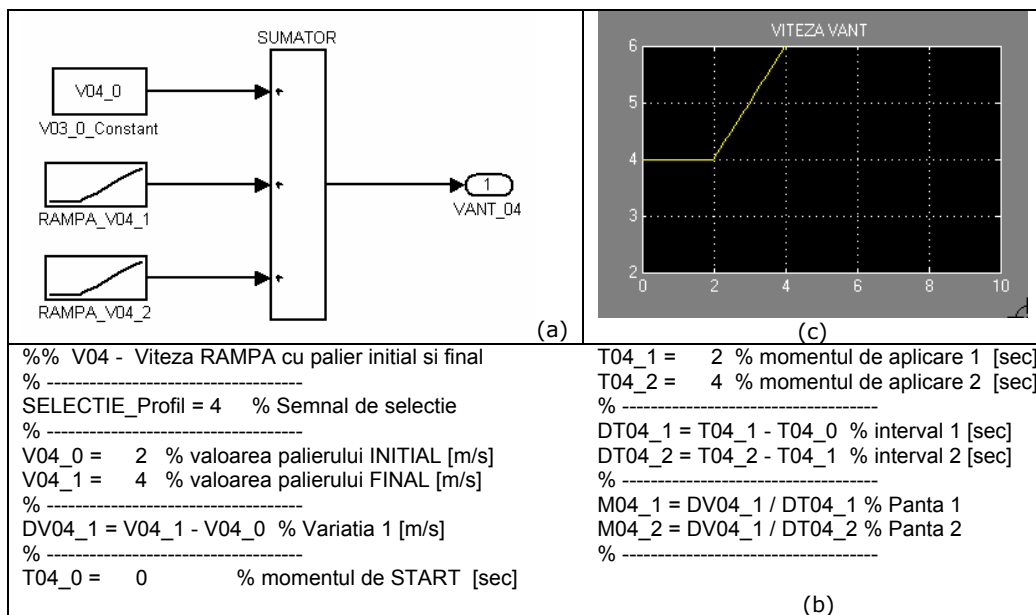 SUMATOR
V04_0
V03_0_Constant
RAMPA_V04_1
RAMPA_V04_2
1
VANT_04
(a)
VITEZA VANT
6
5
4
3
2
0 2 4 6 8 10
(c)
%% V04 - Viteza RAMPA cu palier initial si final
% ------------------------------------
SELECTIE_Profil = 4 % Semnal de selectie
% ------------------------------------
V04_0 = 2 % valoarea palierului INITIAL [m/s]
V04_1 = 4 % valoarea palierului FINAL [m/s]
% ------------------------------------
DV04_1 = V04_1 - V04_0 % Variatia 1 [m/s]
% ------------------------------------
T04_0 = 0 % momentul de START [sec]
T04_1 = 2 % momentul de aplicare 1 [sec]
T04_2 = 4 % momentul de aplicare 2 [sec]
% ------------------------------------
DT04_1 = T04_1 - T04_0 % interval 1 [sec]
DT04_2 = T04_2 - T04_1 % interval 2 [sec]
% ------------------------------------
M04_1 = DV04_1 / DT04_1 % Panta 1
M04_2 = DV04_1 / DT04_2 % Panta 2
% ------------------------------------
(b)